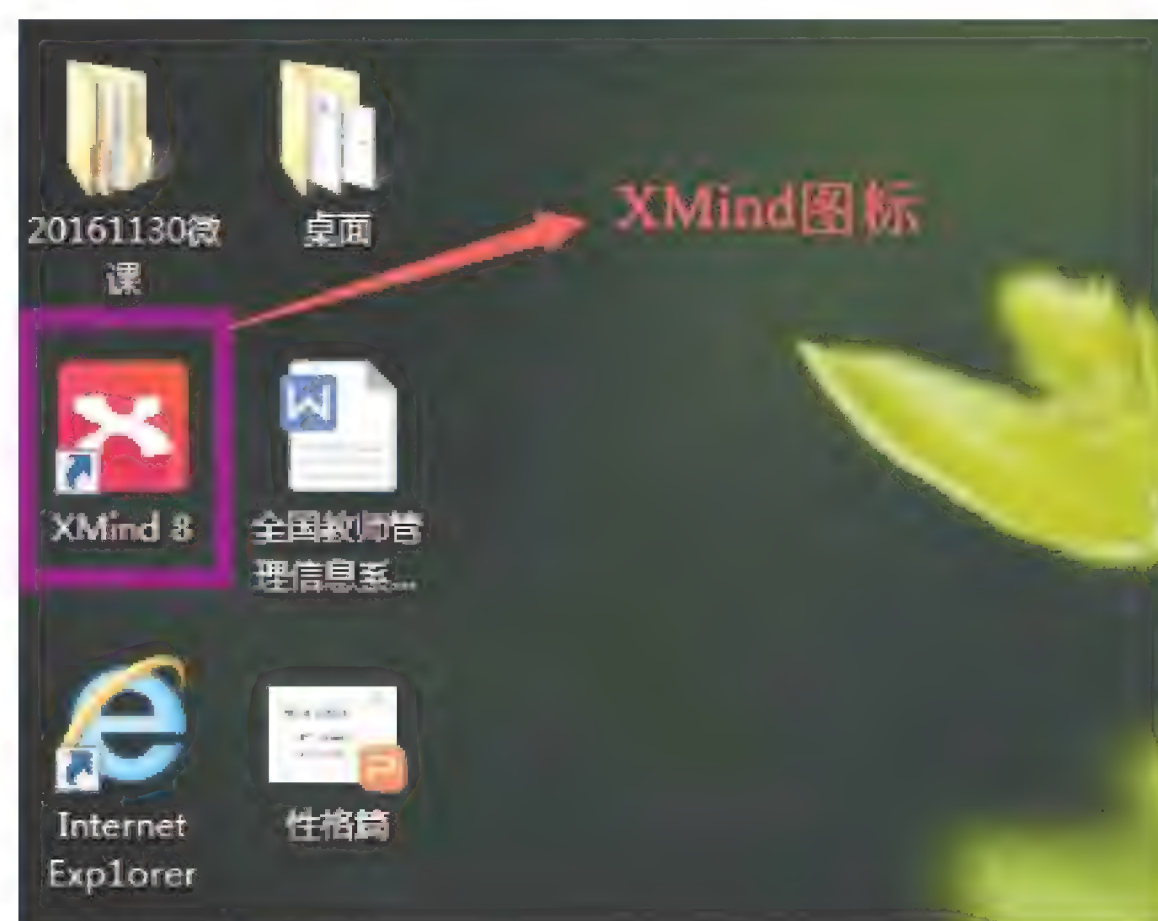 20161130微
课
桌面
XMind图标
XMind 8
全国教师管
理信息系...
Internet
Explorer
性格篇